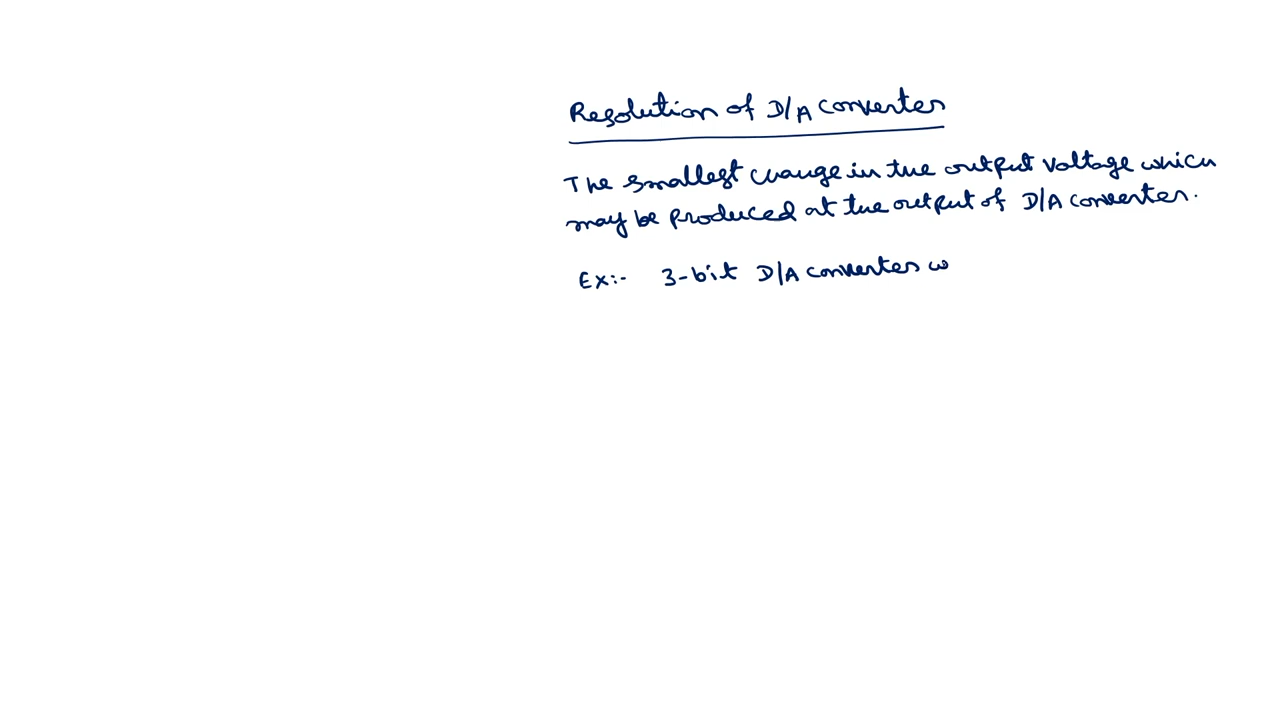 Resolution of D/A converter
The smallest change in the output voltage which
may be produced at the output of D/A converter.
Ex:- 3-bit D/A converter w